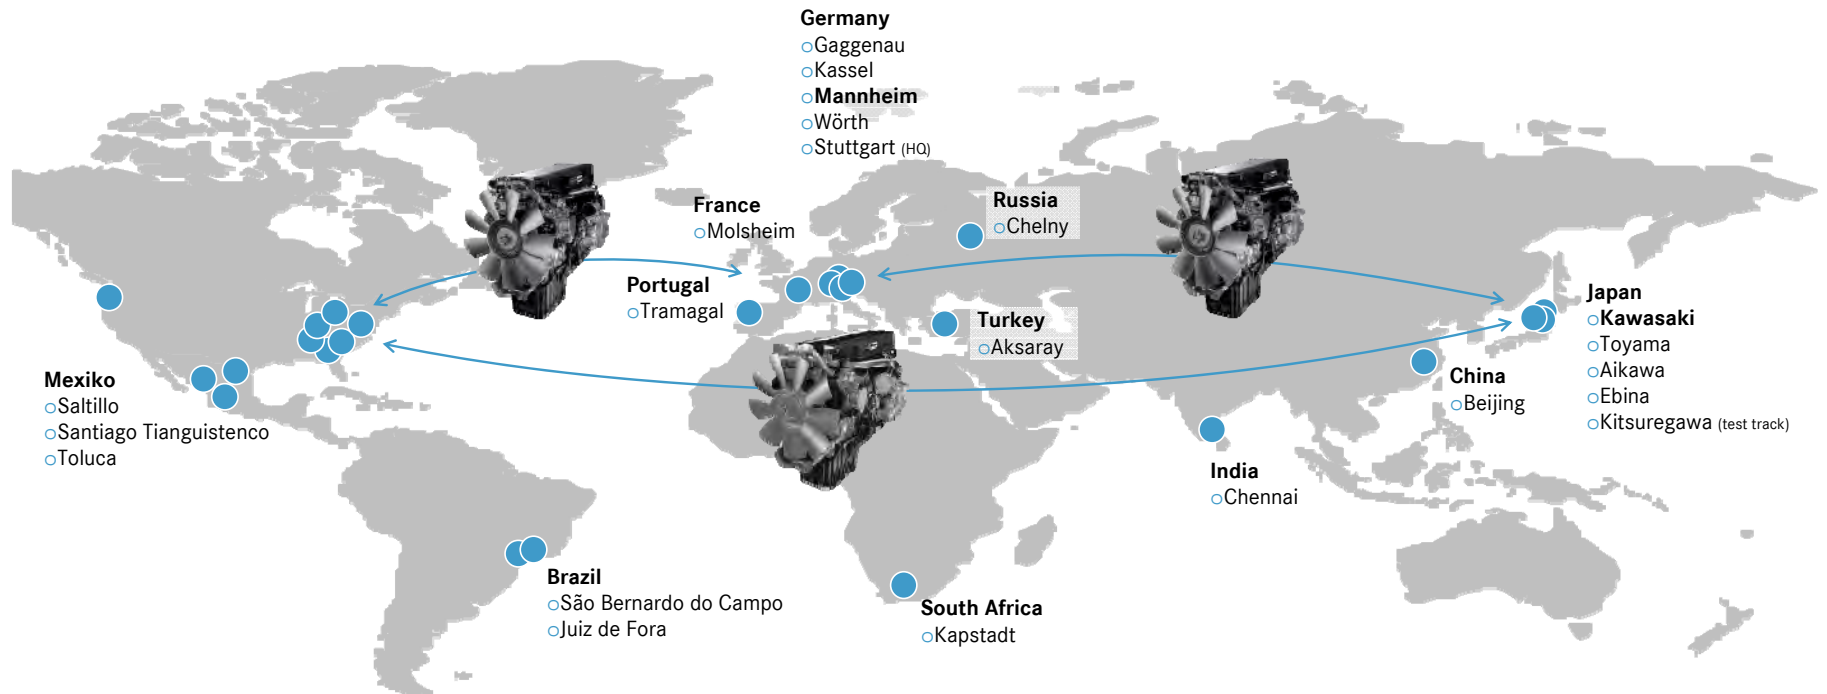 Germany
Gaggenau
Kassel
Mannheim
Wörth
Stuttgart (HQ)
France
Molsheim
Russia
Chelny
Portugal
Tramagal
Turkey
Aksaray
Japan
Kawasaki
Toyama
Aikawa
Ebina
Kitsuregawa (test track)
China
Beijing
Mexiko
Saltillo
Santiago Tianguistenco
Toluca
India
Chennai
Brazil
São Bernardo do Campo
Juiz de Fora
South Africa
Kapstadt